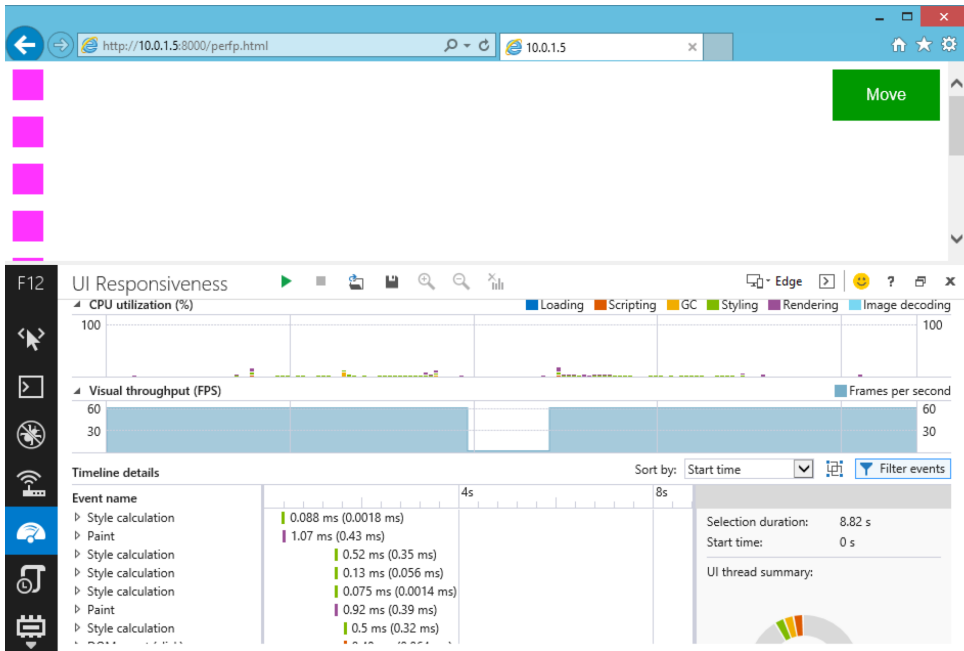 http://10.0.1.5:8000/perfp.html
10.0.1.5
Move
F12
UI Responsiveness
Edge
?
CPU utilization (%)
Loading Scripting GC Styling Rendering Image decoding
100 100
Visual throughput (FPS)
Frames per second
60 60
30 30
Timeline details
Sort by: Start time
Filter events
Event name
4s 8s
Style calculation 0.088 ms (0.0018 ms)
Paint 1.07 ms (0.43 ms)
Style calculation 0.52 ms (0.35 ms)
Style calculation 0.13 ms (0.056 ms)
Style calculation 0.075 ms (0.0014 ms)
Paint 0.92 ms (0.39 ms)
Style calculation 0.5 ms (0.32 ms)
Selection duration: 8.82 s
Start time: 0 s
UI thread summary: